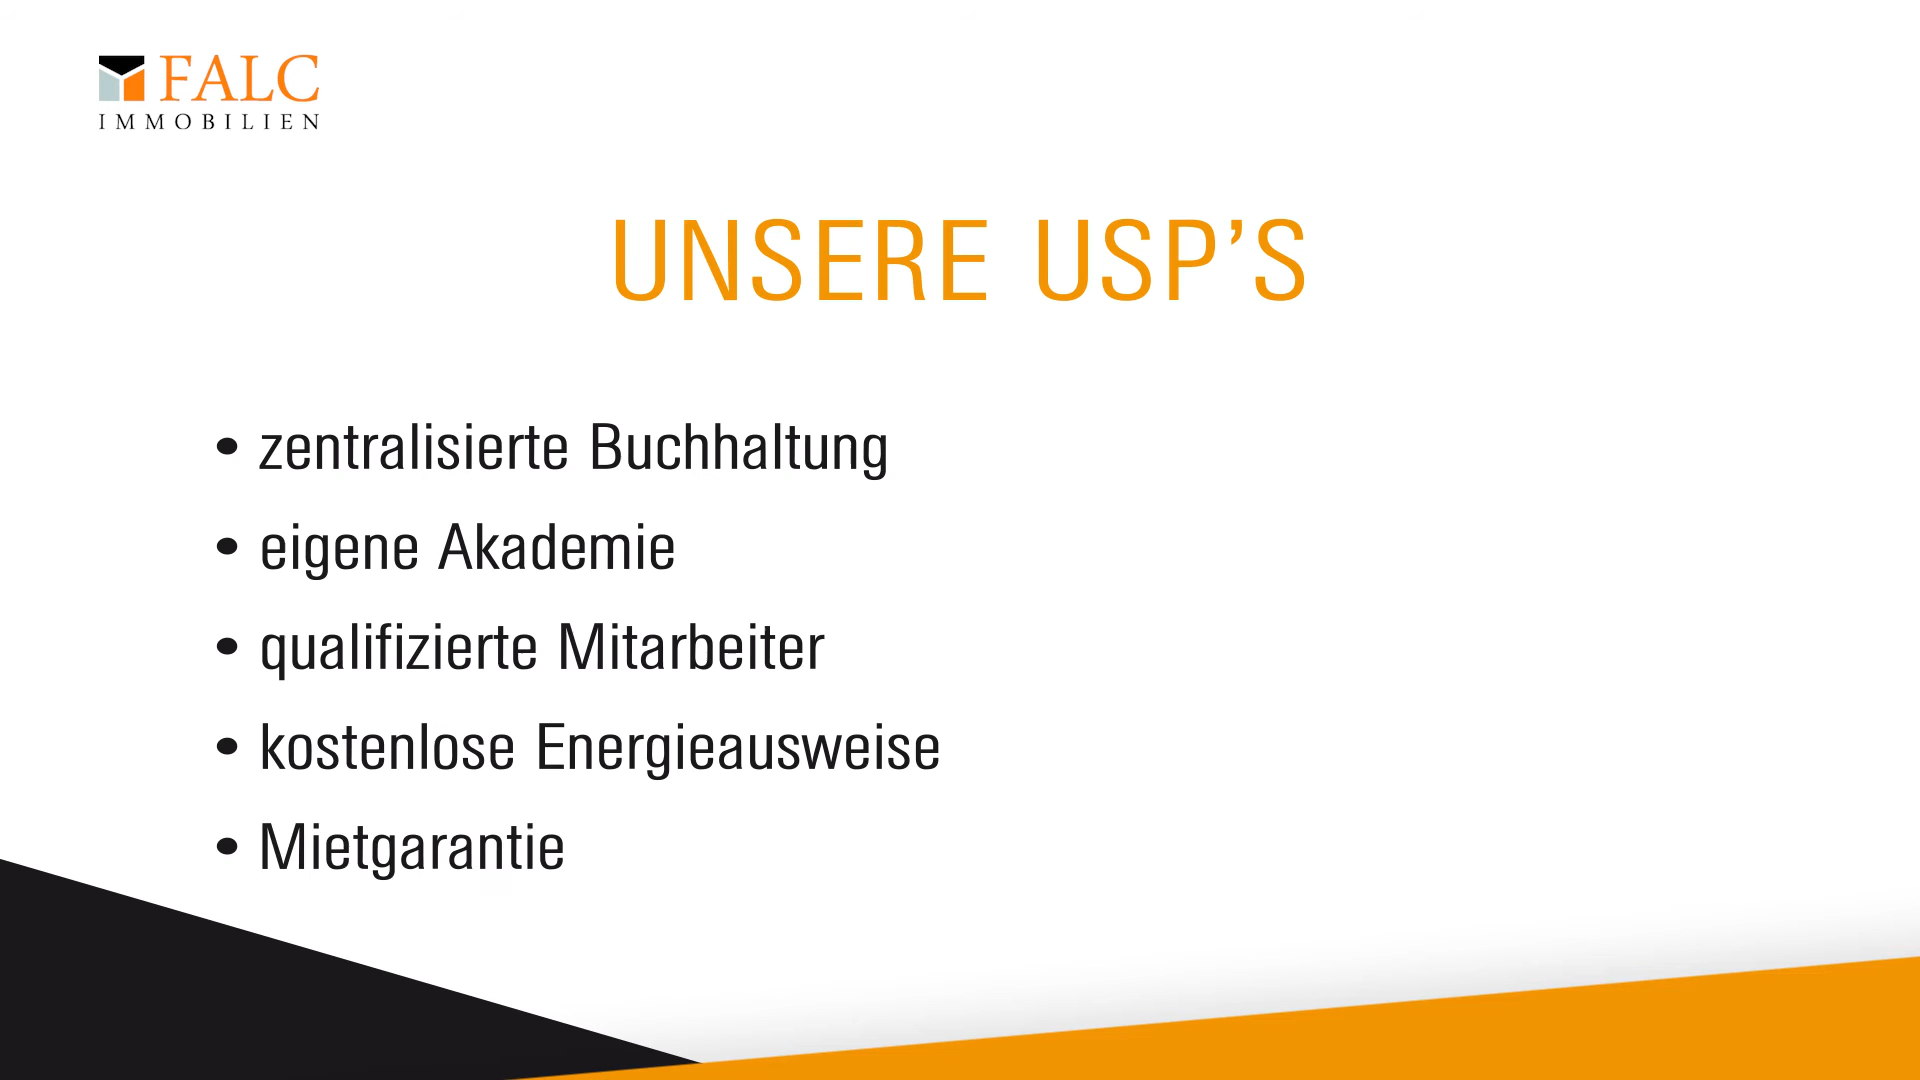 FALC
IMMOBILIEN
UNSERE USP’S
• zentralisierte Buchhaltung
• eigene Akademie
• qualifizierte Mitarbeiter
• kostenlose Energieausweise
• Mietgarantie